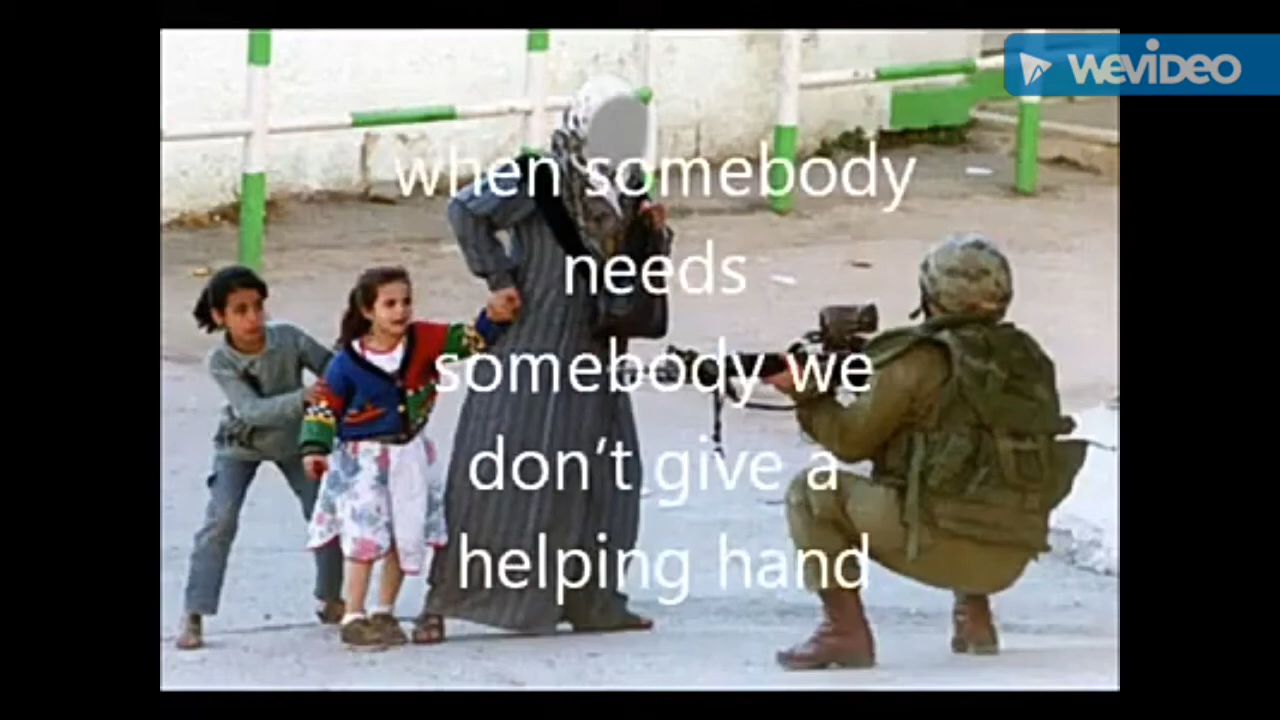 WEVIDEO
when somebody
needs
somebody we
don't give a
helping hand